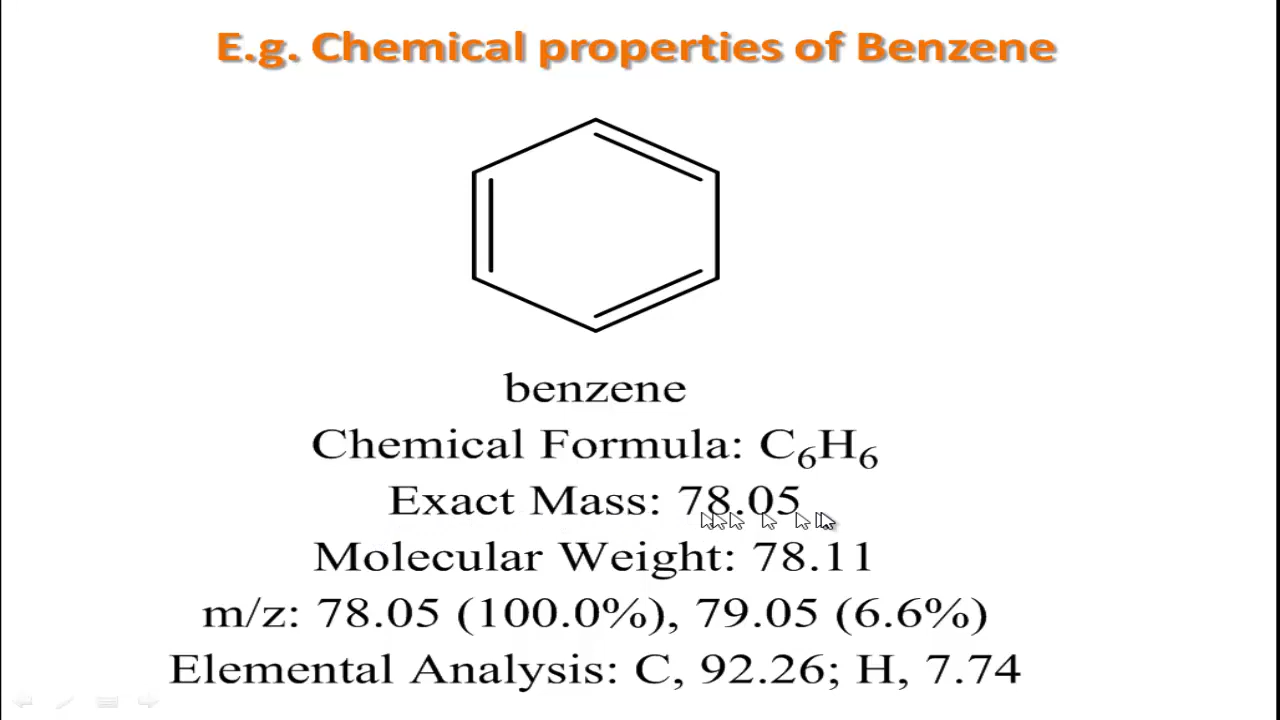 E.g. Chemical properties of Benzene
benzene
Chemical Formula: C₆H₆
Exact Mass: 78.05
Molecular Weight: 78.11
m/z: 78.05 (100.0%), 79.05 (6.6%)
Elemental Analysis: C, 92.26; H, 7.74